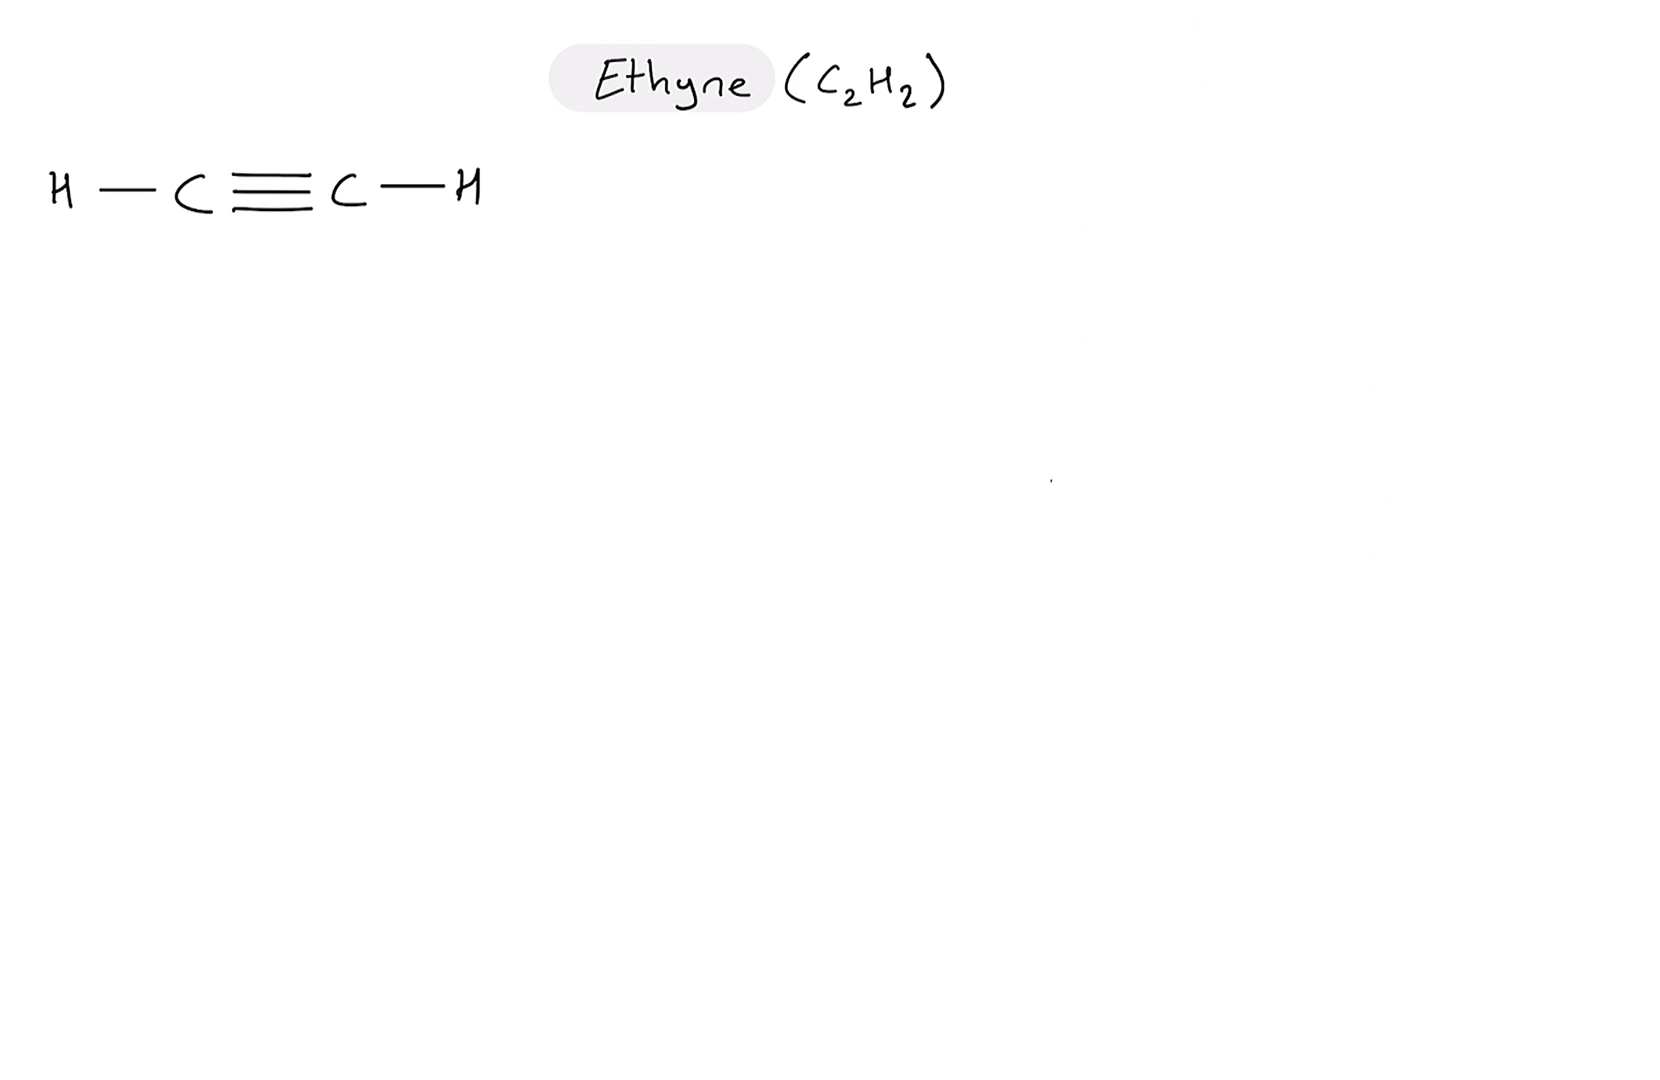 Ethyne (C₂H₂)
H — C ≡ C — H